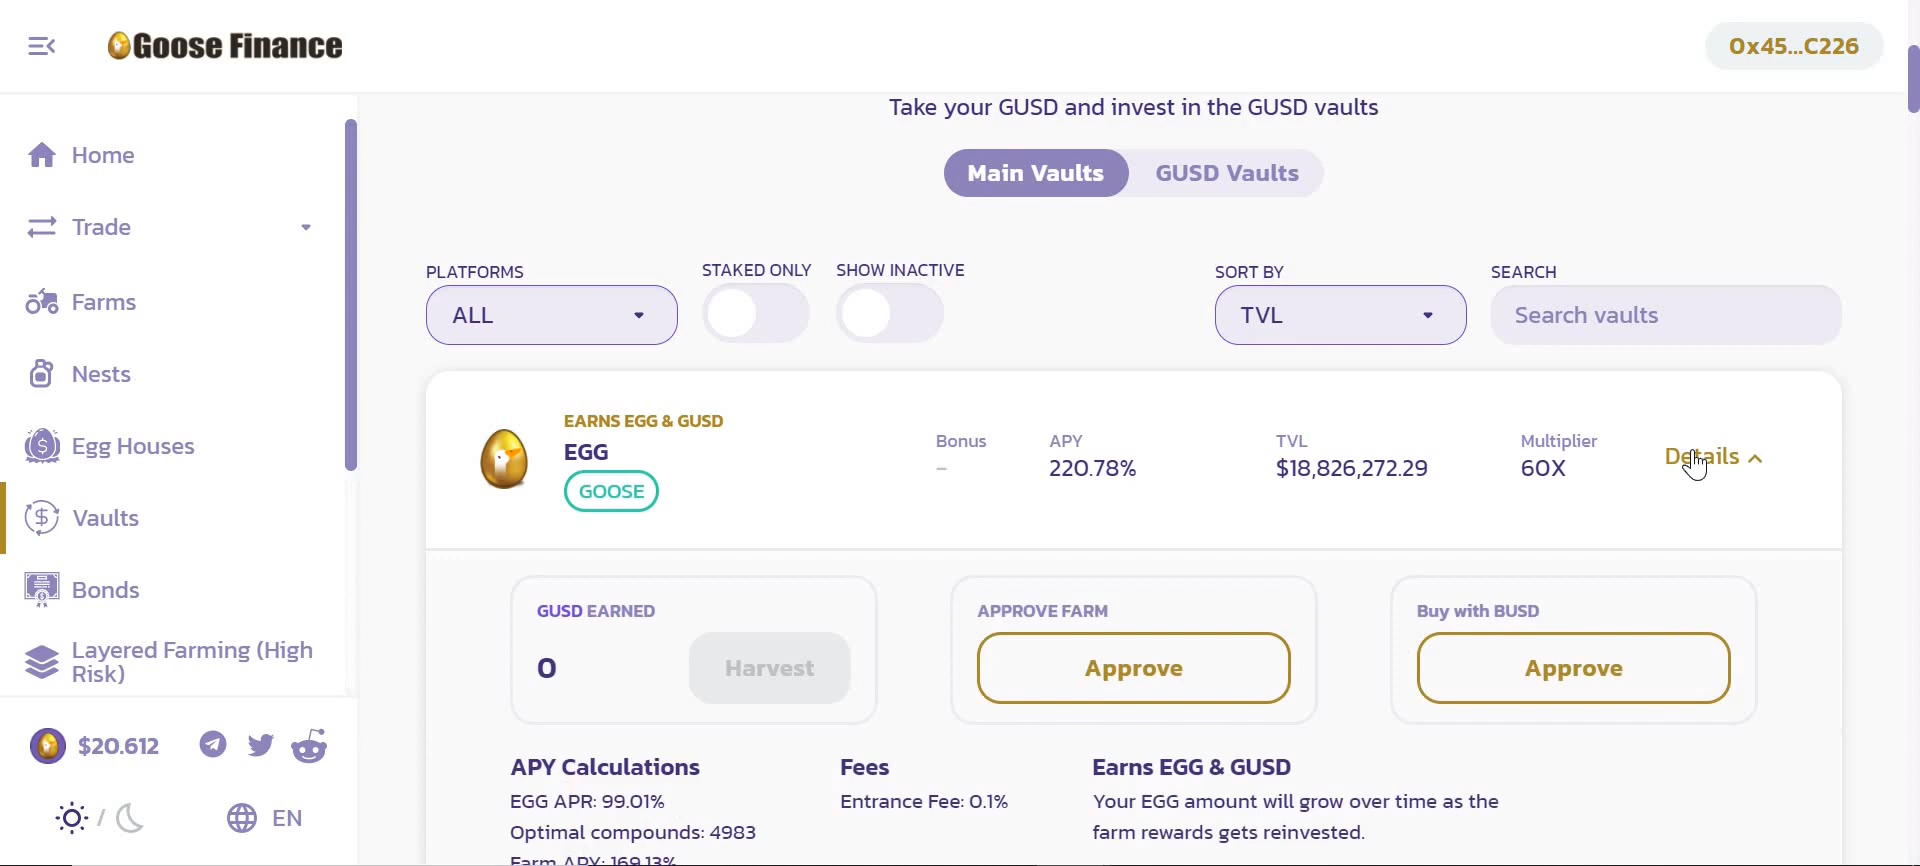 Goose Finance
0x45...C226
Home
Trade
Farms
Nests
Egg Houses
Vaults
Bonds
Layered Farming (High
Risk)
$20.612
/
EN
Take your GUSD and invest in the GUSD vaults
Main Vaults GUSD Vaults
PLATFORMS STAKED ONLY SHOW INACTIVE SORT BY SEARCH
ALL TVL Search vaults
EARNS EGG & GUSD
EGG
GOOSE
Bonus APY TVL Multiplier
- 220.78% $18,826,272.29 60X
Details
GUSD EARNED
0 Harvest
APPROVE FARM
Approve
Buy with BUSD
Approve
APY Calculations
EGG APR: 99.01%
Optimal compounds: 4983
Farm APY: 169.13%
Fees
Entrance Fee: 0.1%
Earns EGG & GUSD
Your EGG amount will grow over time as the
farm rewards gets reinvested.